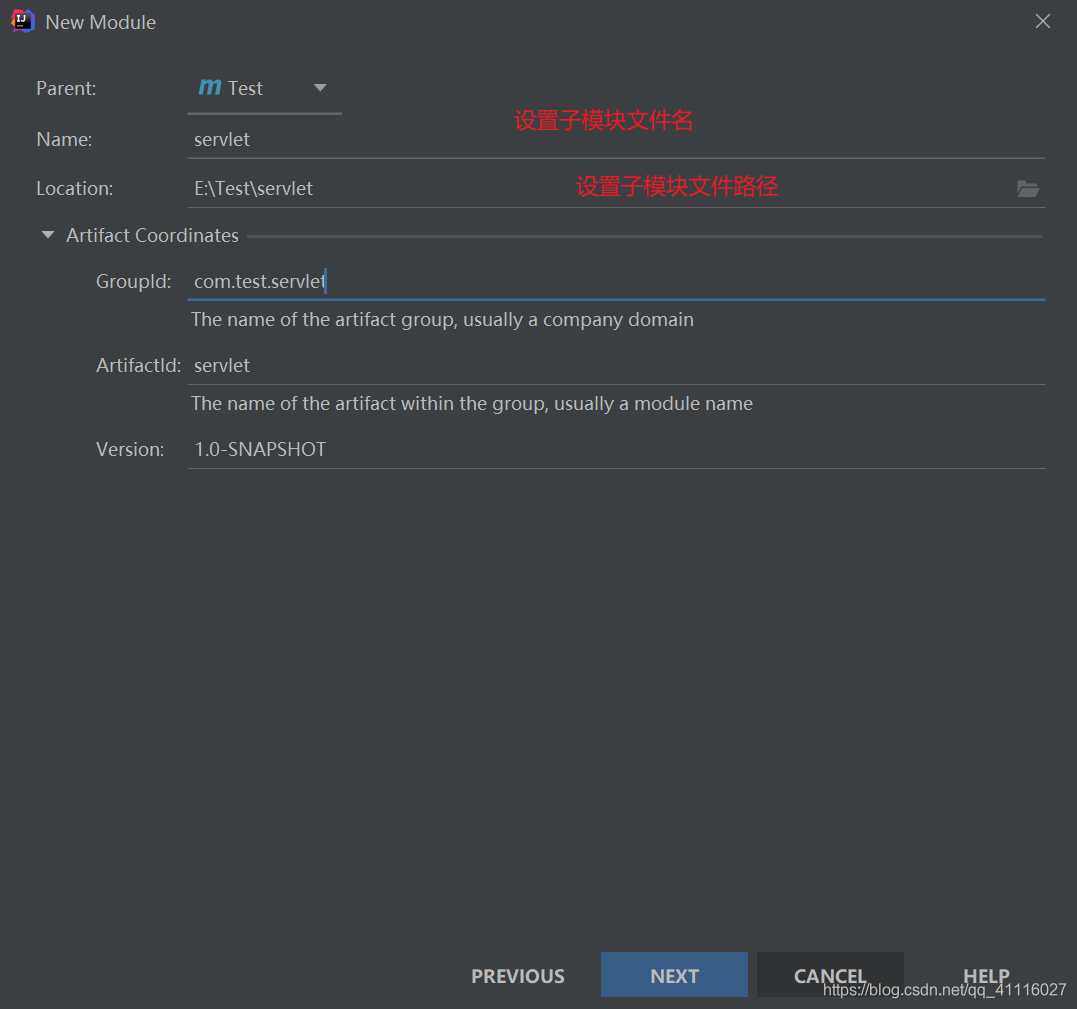 New Module
Parent: m Test
设置子模块文件名
Name: servlet
Location: E:\Test\servlet 设置子模块文件路径
Artifact Coordinates
GroupId: com.test.servlet
The name of the artifact group, usually a company domain
ArtifactId: servlet
The name of the artifact within the group, usually a module name
Version: 1.0-SNAPSHOT
PREVIOUS NEXT CANCEL HELP
https://blog.csdn.net/qq_41116027